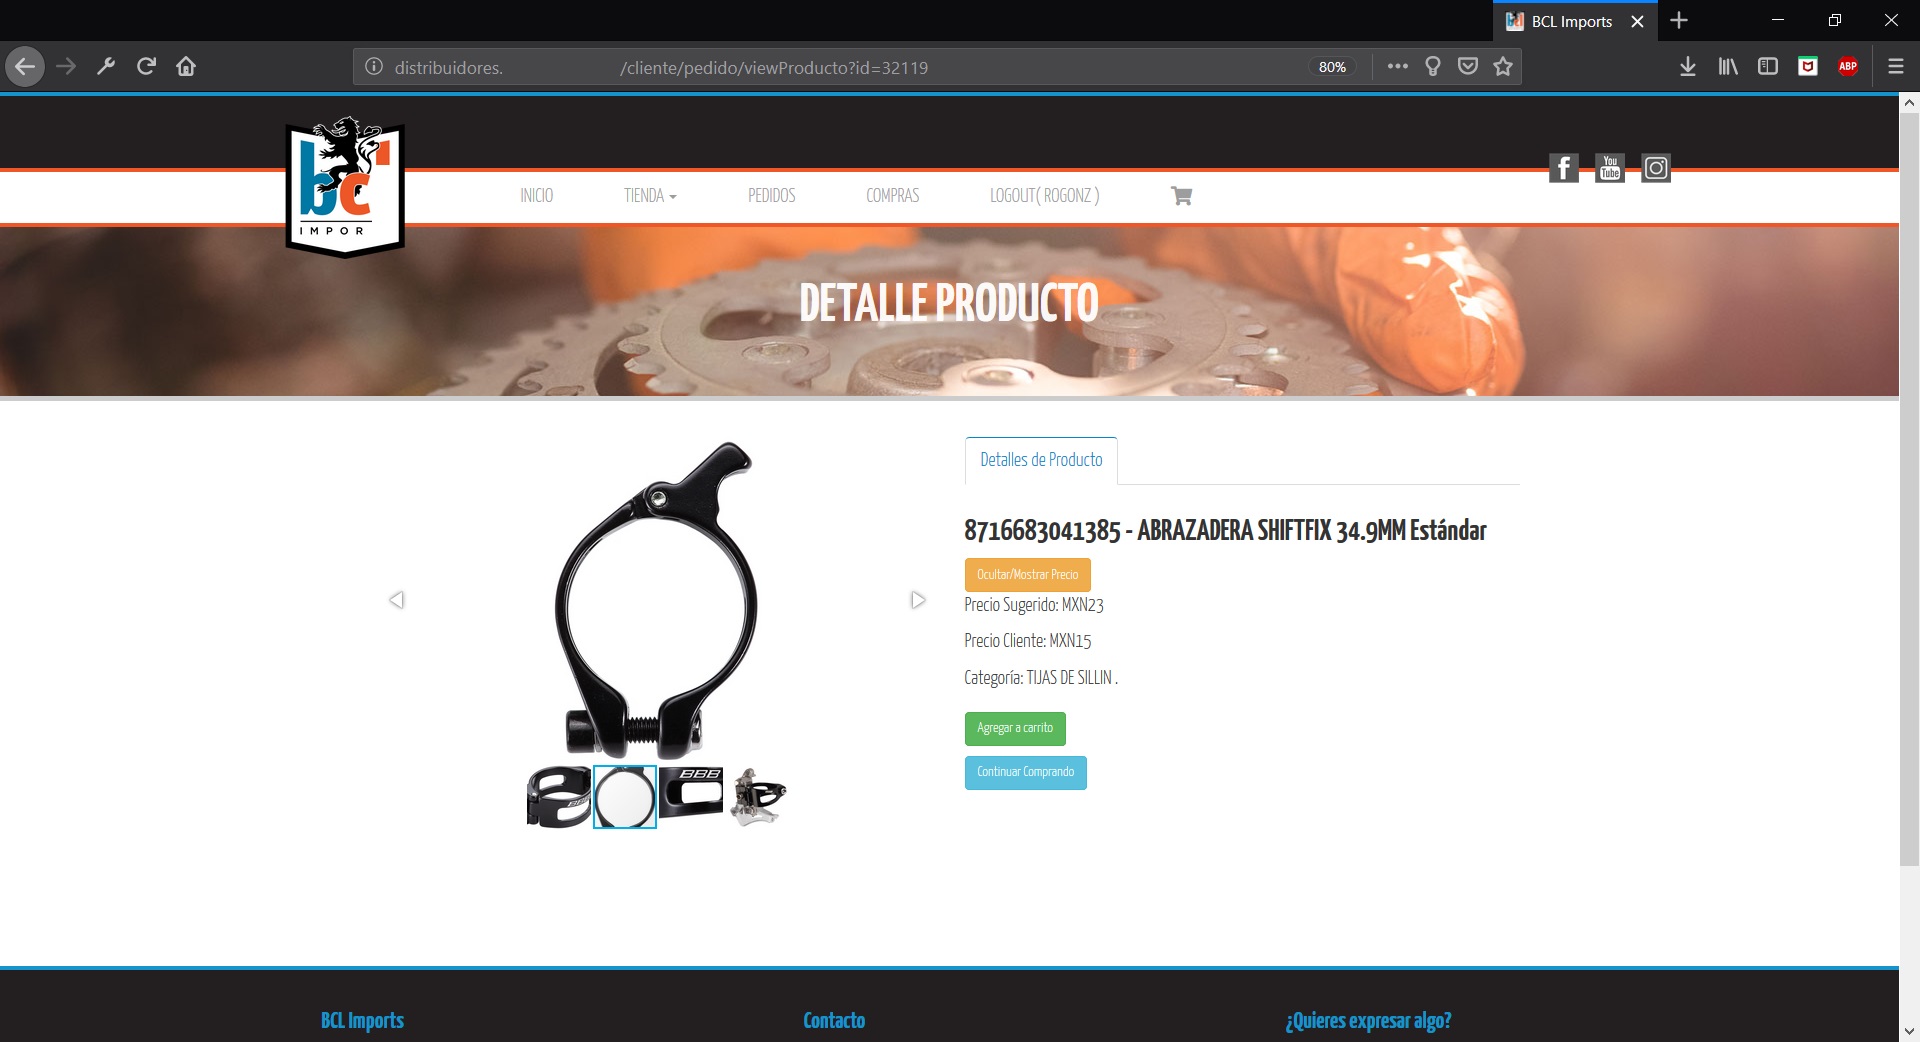 BCL Imports
distribuidores. /cliente/pedido/viewProducto?id=32119
80%
ABP
bc
IMPOR
INICIO
TIENDA
PEDIDOS
COMPRAS
LOGOUT( ROGONZ )
You
Tube
DETALLE PRODUCTO
Detalles de Producto
8716683041385 - ABRAZADERA SHIFTFIX 34.9MM Estándar
Ocultar/Mostrar Precio
Precio Sugerido: MXN23
Precio Cliente: MXN15
Categoría: TIJAS DE SILLIN .
Agregar a carrito
Continuar Comprando
BBB
BBB
BCL Imports
Contacto
¿Quieres expresar algo?